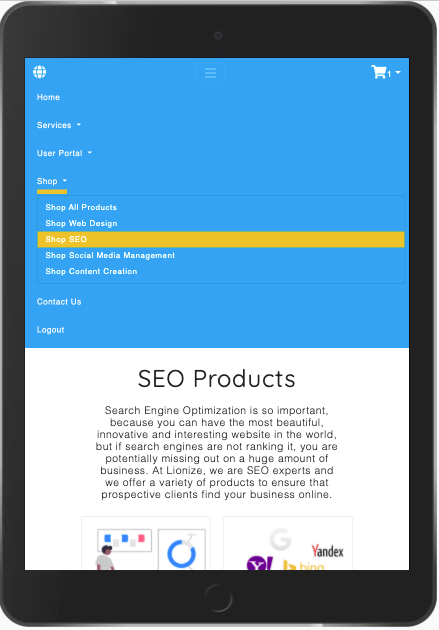 1
Home
Services
User Portal
Shop
Shop All Products
Shop Web Design
Shop SEO
Shop Social Media Management
Shop Content Creation
Contact Us
Logout
SEO Products
Search Engine Optimization is so important,
because you can have the most beautiful,
innovative and interesting website in the world,
but if search engines are not ranking it, you are
potentially missing out on a huge amount of
business. At Lionize, we are SEO experts and
we offer a variety of products to ensure that
prospective clients find your business online.
G
Yandex
Y! bing